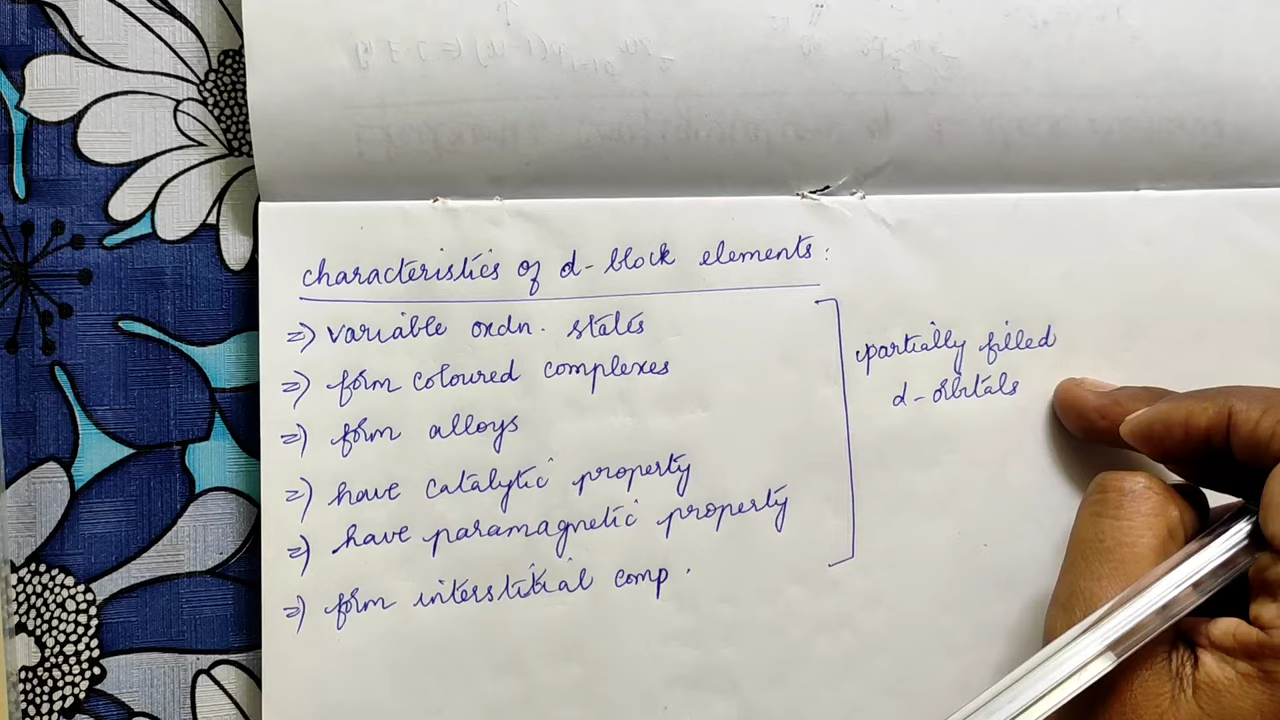 characteristics of d-block elements:
=) variable oxdn. states
=) form coloured complexes
=) form alloys
=) have catalytic property
=) have paramagnetic property
=) form interstitial comp.
partially filled
d-orbitals